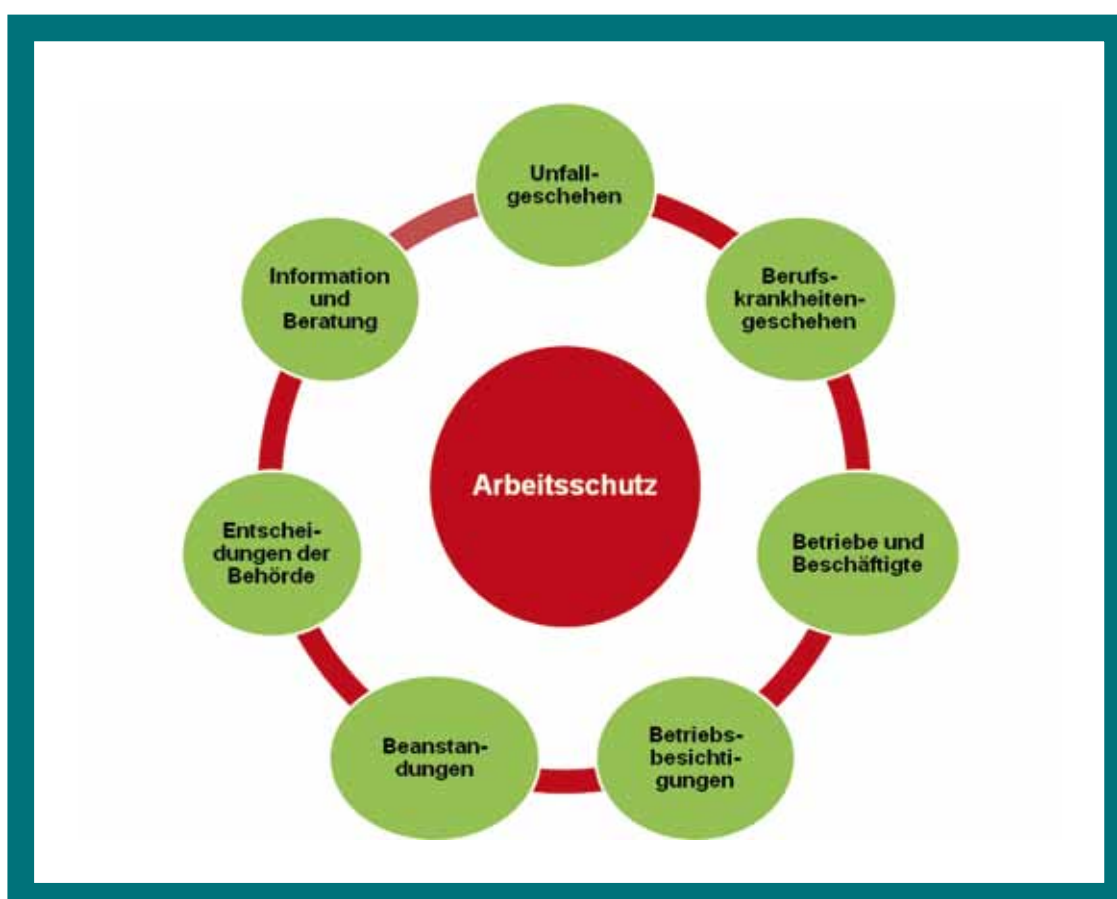 Unfall-
geschehen
Berufs-
krankheiten-
geschehen
Betriebe und
Beschäftigte
Betriebs-
besichti-
gungen
Beanstan-
dungen
Entschei-
dungen der
Behörde
Information
und
Beratung
Arbeitsschutz